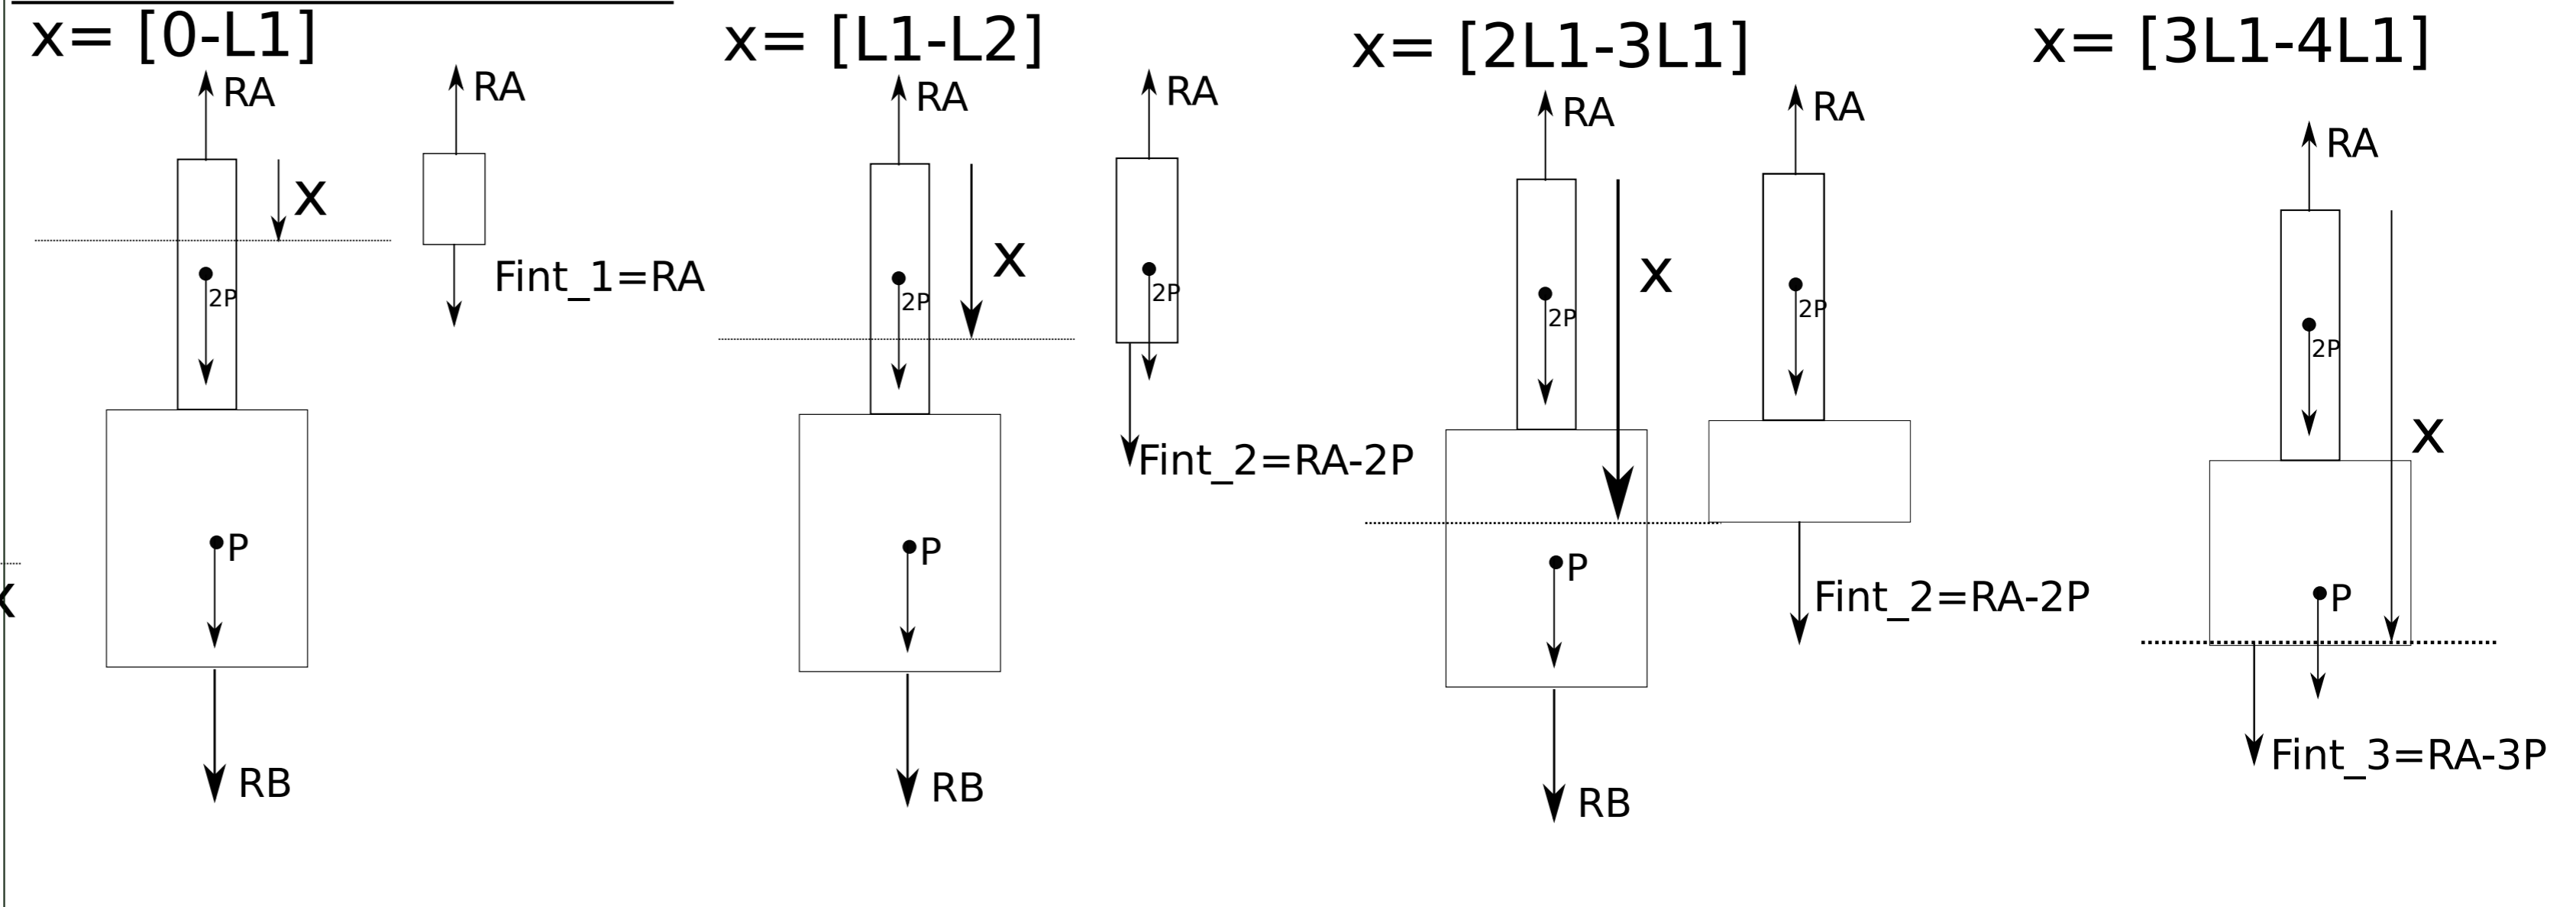 x= [0-L1]
RA
RA
x
2P
Fint_1=RA
P
RB
x
x= [L1-L2]
RA
RA
x
2P
2P
Fint_2=RA-2P
P
RB
x= [2L1-3L1]
RA
RA
x
2P
2P
P
Fint_2=RA-2P
RB
x= [3L1-4L1]
RA
2P
x
P
Fint_3=RA-3P